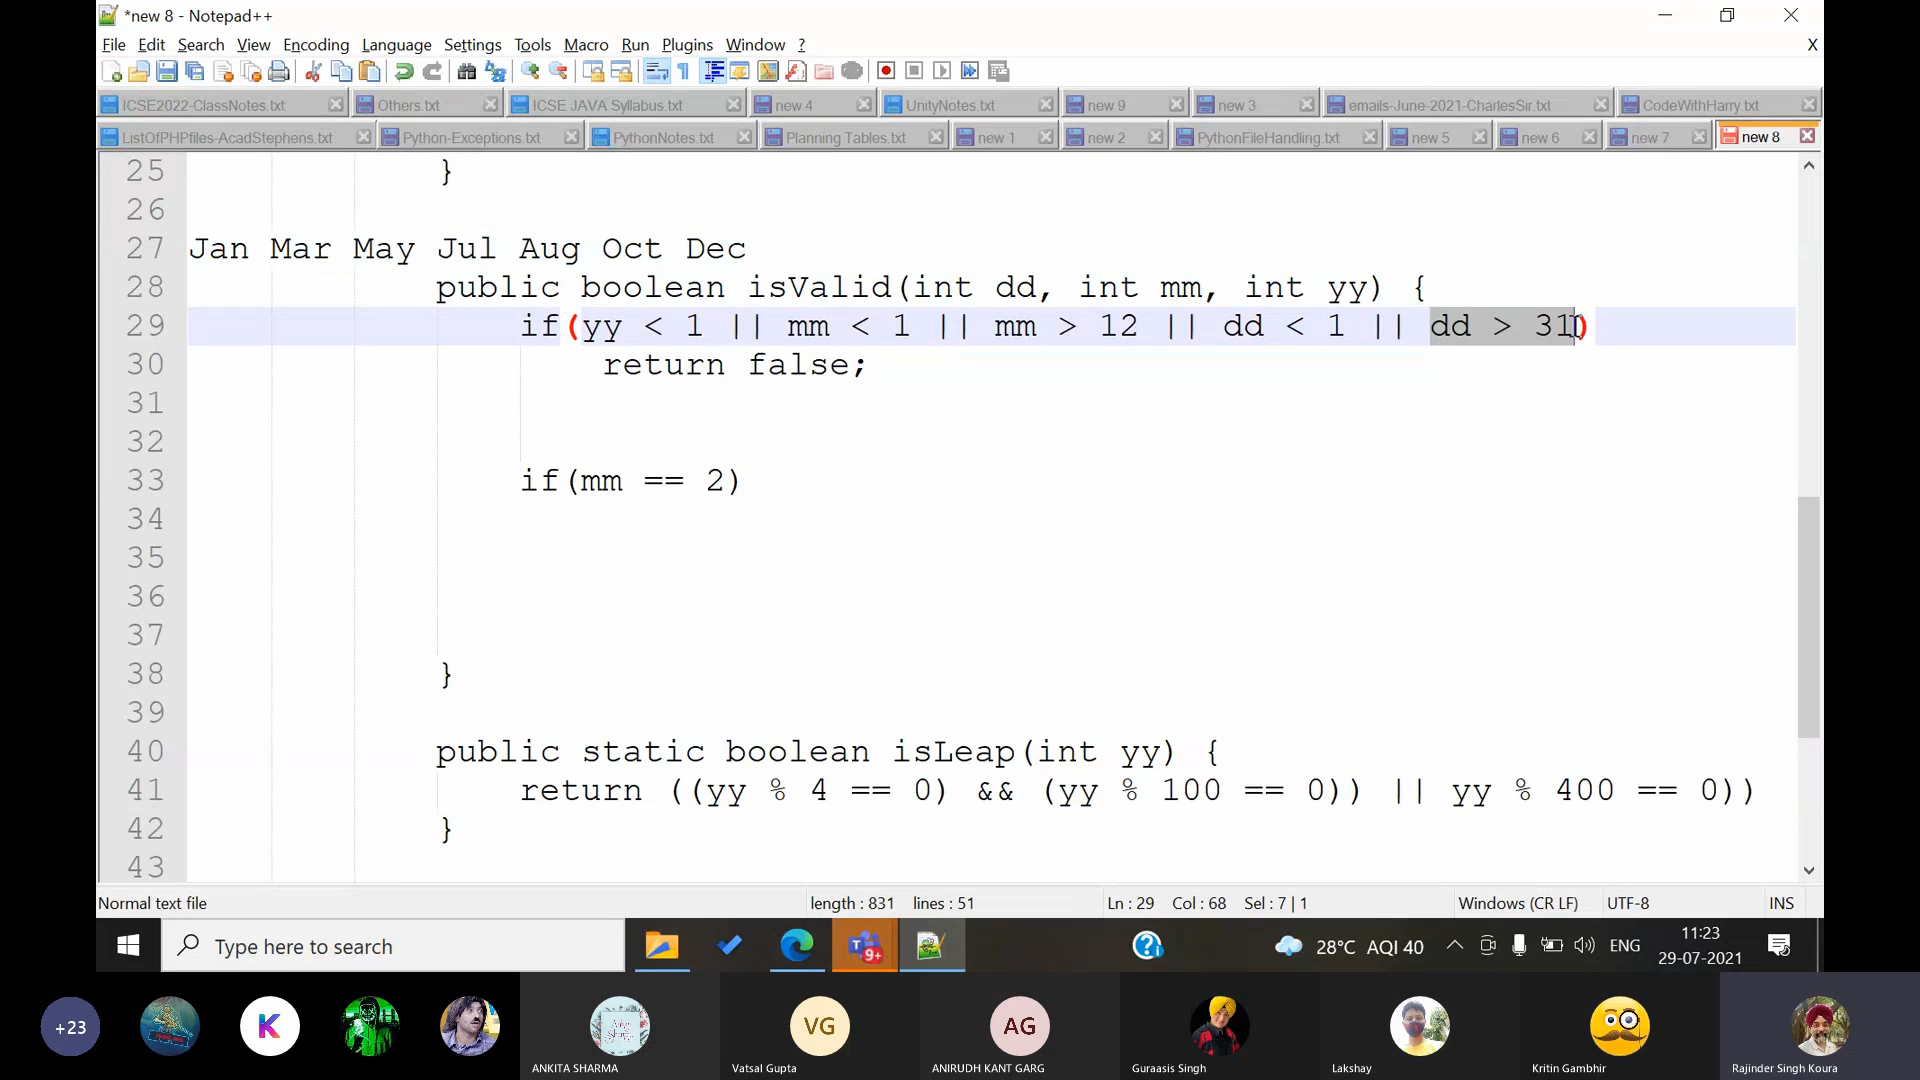 *new 8 - Notepad++
File Edit Search View Encoding Language Settings Tools Macro Run Plugins Window ? X
ICSE2022-ClassNotes.txt Others.txt ICSE JAVA Syllabus.txt new 4 UnityNotes.txt new 9 new 3 emails-June-2021-CharlesSir.txt CodeWithHarry.txt
ListOfPHPfiles-AcadStephens.txt Python-Exceptions.txt PythonNotes.txt Planning Tables.txt new 1 new 2 PythonFileHandling.txt new 5 new 6 new 7 new 8
25 }
26
27 Jan Mar May Jul Aug Oct Dec
28 public boolean isValid(int dd, int mm, int yy) {
29 if(yy < 1 || mm < 1 || mm > 12 || dd < 1 || dd > 31)
30 return false;
31
32
33 if(mm == 2)
34
35
36
37
38 }
39
40 public static boolean isLeap(int yy) {
41 return ((yy % 4 == 0) && (yy % 100 == 0)) || yy % 400 == 0))
42 }
43
Normal text file length : 831 lines : 51 Ln : 29 Col : 68 Sel : 7 | 1 Windows (CR LF) UTF-8 INS
Type here to search 9+ 28°C AQI 40 ENG 11:23
29-07-2021
+23 K VG AG
ANKITA SHARMA Vatsal Gupta ANIRUDH KANT GARG Guraasis Singh Lakshay Kritin Gambhir Rajinder Singh Koura